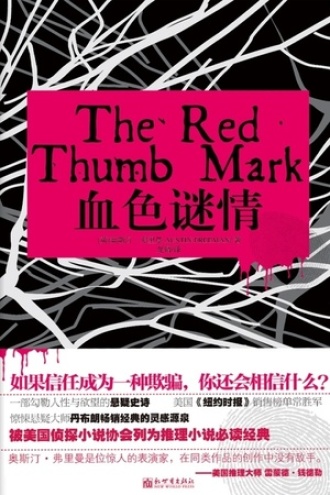 The Red
Thumb Mark
血色谜情
如果信任成为一种欺骗，你还会相信什么？
一部勾勒人性与欲望的悬疑史诗 美国《纽约时报》销售榜单常胜军
惊悚悬疑大师丹布朗畅销经典的灵感源泉
被美国侦探小说协会列为推理小说必读经典
奥斯汀·弗里曼是位惊人的表演家，在同类作品的创作中没有敌手。
——美国推理大师 雷蒙德·钱德勒
新世界出版社